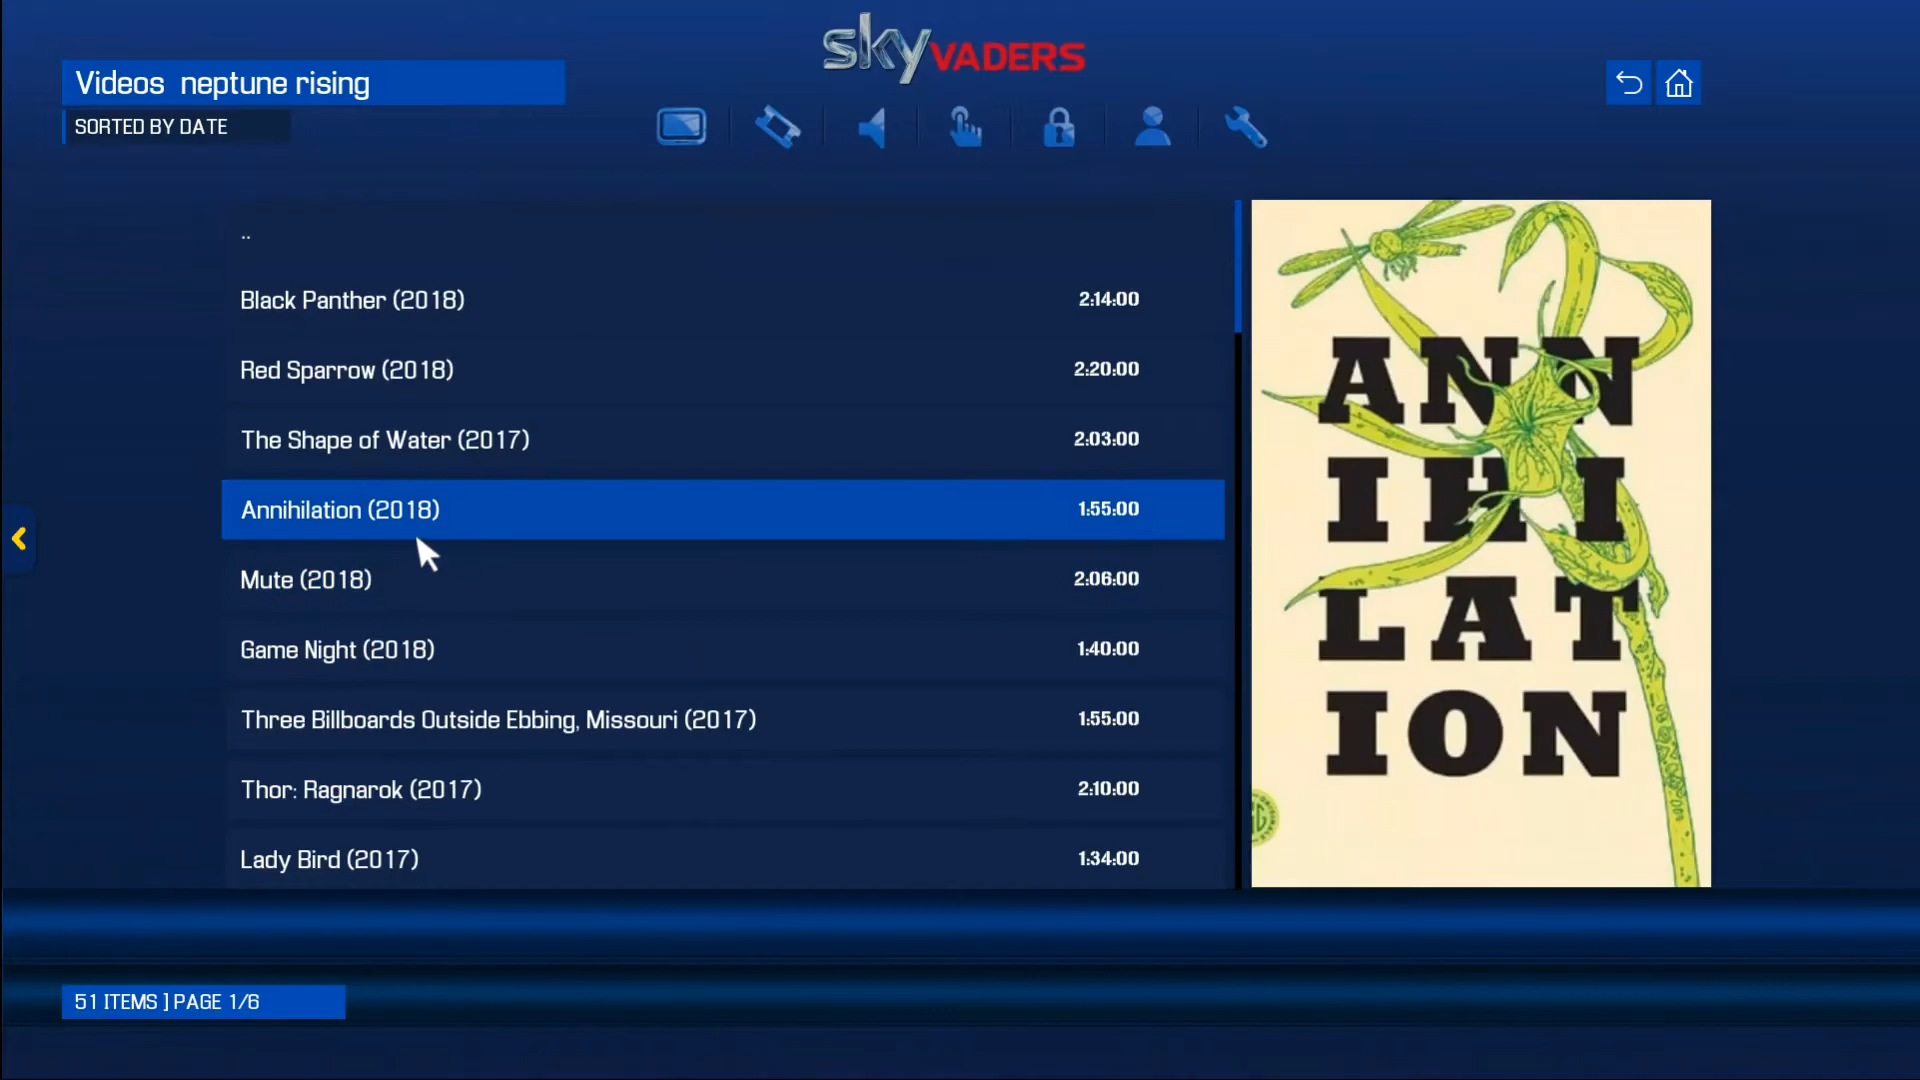 sky VADERS
Videos neptune rising
SORTED BY DATE
..
Black Panther (2018) 2:14:00
Red Sparrow (2018) 2:20:00
The Shape of Water (2017) 2:03:00
Annihilation (2018) 1:55:00
Mute (2018) 2:06:00
Game Night (2018) 1:40:00
Three Billboards Outside Ebbing, Missouri (2017) 1:55:00
Thor: Ragnarok (2017) 2:10:00
Lady Bird (2017) 1:34:00
ANN
IHI
LAT
ION
51 ITEMS ] PAGE 1/6